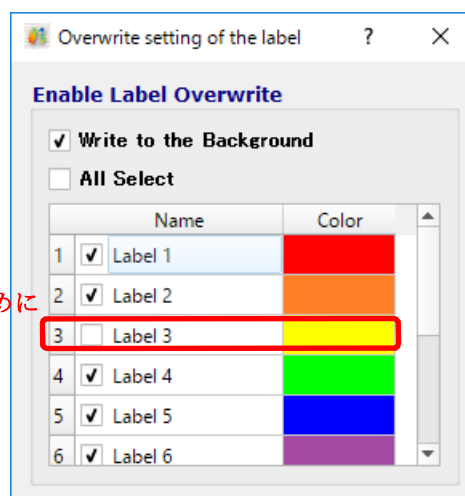 Overwrite setting of the label ?
Enable Label Overwrite
Write to the Background
All Select
Name Color
1 Label 1
2 Label 2
めに
3 Label 3
4 Label 4
5 Label 5
6 Label 6